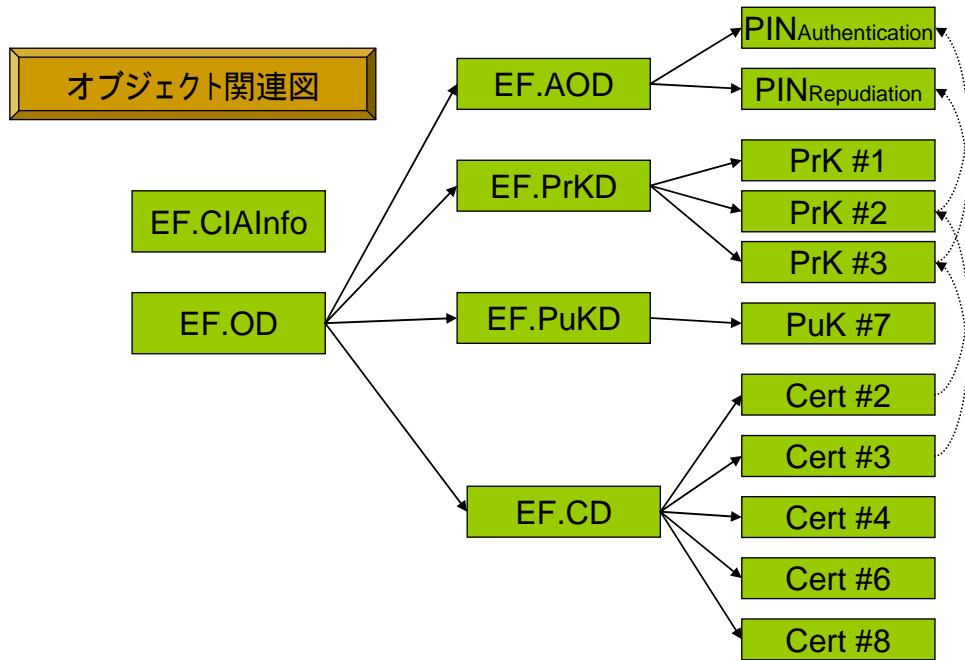 オブジェクト関連図
EF.CIAInfo
EF.OD
EF.AOD
EF.PrKD
EF.PuKD
EF.CD
PINAuthentication
PINRepudiation
PrK #1
PrK #2
PrK #3
PuK #7
Cert #2
Cert #3
Cert #4
Cert #6
Cert #8